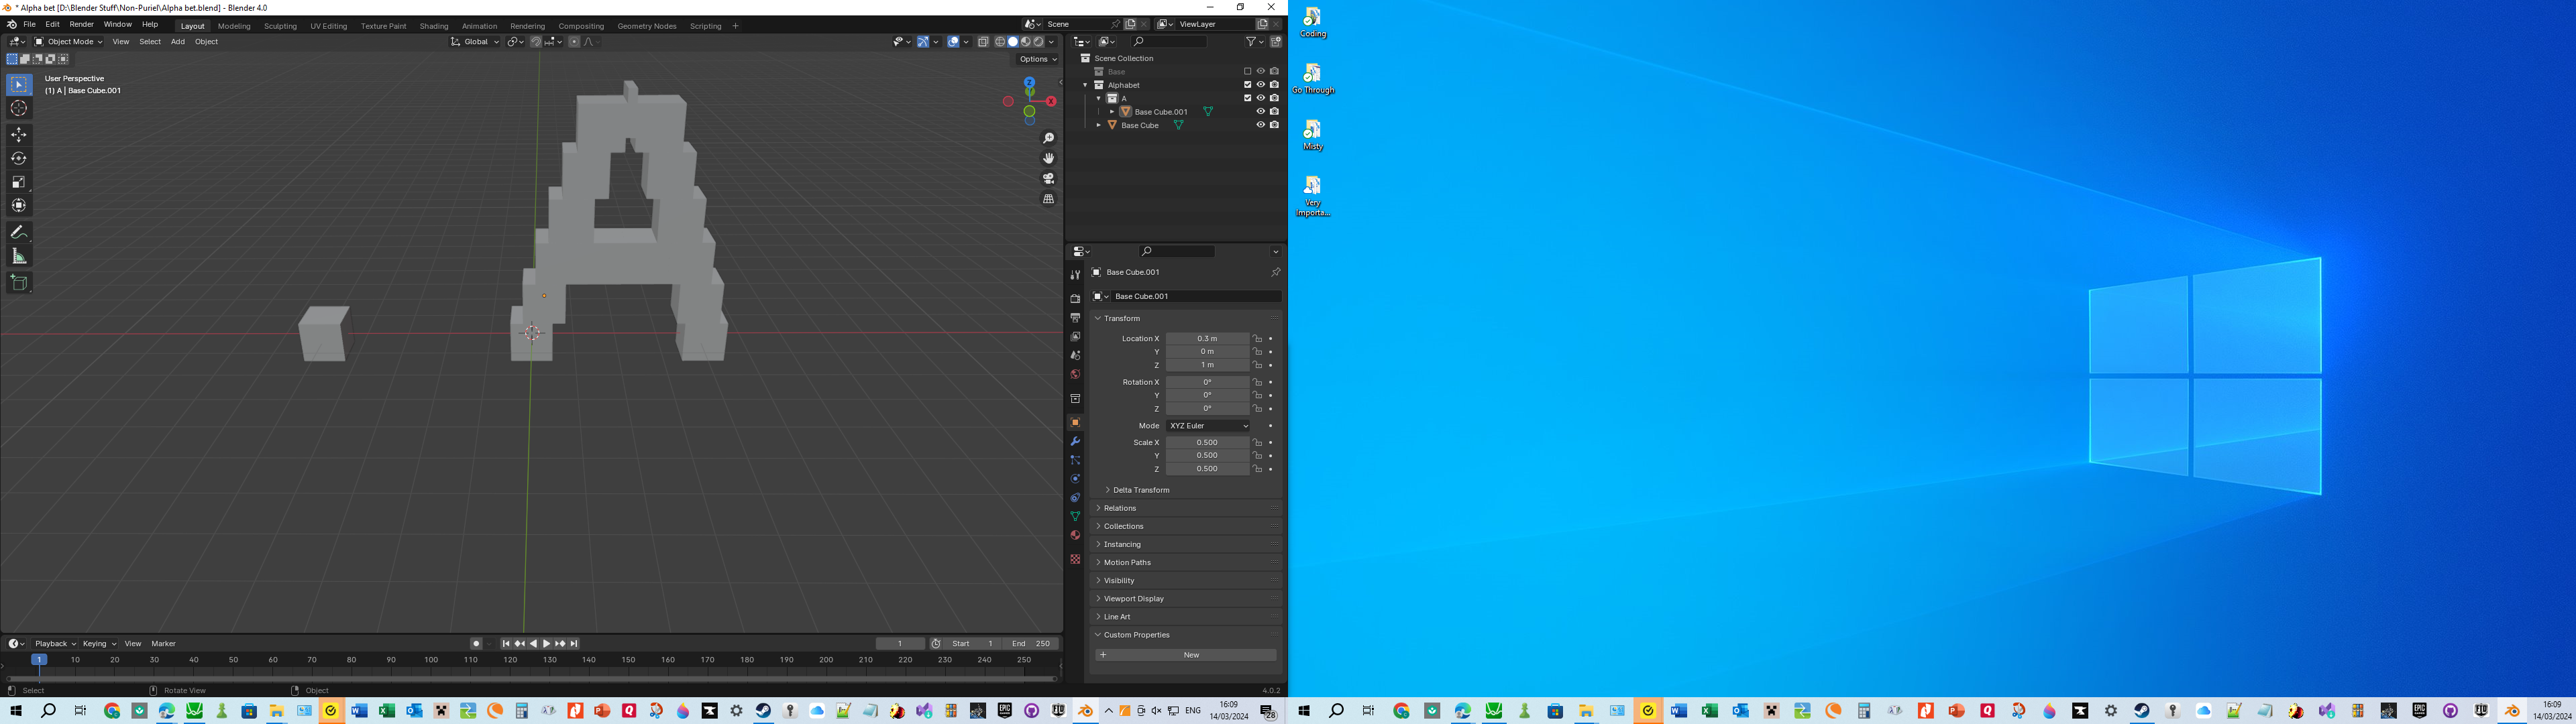 * Alpha bet [D:\Blender Stuff\Non-Puriel\Alpha bet.blend] - Blender 4.0
File Edit Render Window Help
Layout Modeling Sculpting UV Editing Texture Paint Shading Animation Rendering Compositing Geometry Nodes Scripting +
Scene
ViewLayer
Object Mode View Select Add Object
Global
Options
User Perspective
(1) A | Base Cube.001
Z
X
Scene Collection
Base
Alphabet
A
Base Cube.001
Base Cube
Base Cube.001
Base Cube.001
Transform
Location X 0.3 m
Y 0 m
Z 1 m
Rotation X 0°
Y 0°
Z 0°
Mode XYZ Euler
Scale X 0.500
Y 0.500
Z 0.500
Delta Transform
Relations
Collections
Instancing
Motion Paths
Visibility
Viewport Display
Line Art
Custom Properties
New
Playback Keying View Marker
1 Start 1 End 250
1 10 20 30 40 50 60 70 80 90 100 110 120 130 140 150 160 170 180 190 200 210 220 230 240 250
Select Rotate View Object
4.0.2
ENG
16:09
14/03/2024
28
Coding
Go Through
Misty
Very
Importa...
16:09
14/03/2024